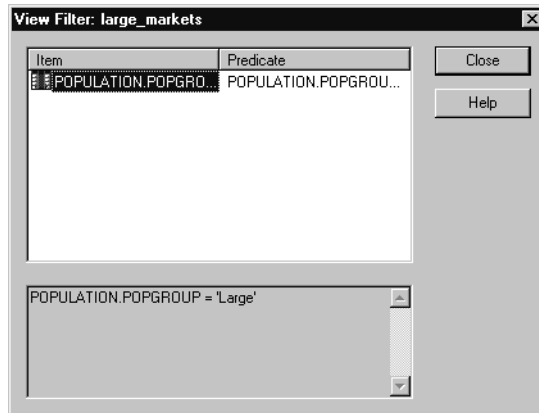 View Filter: large_markets
Item Predicate
POPULATION.POPGRO... POPULATION.POPGROU...
Close
Help
POPULATION.POPGROUP = 'Large'